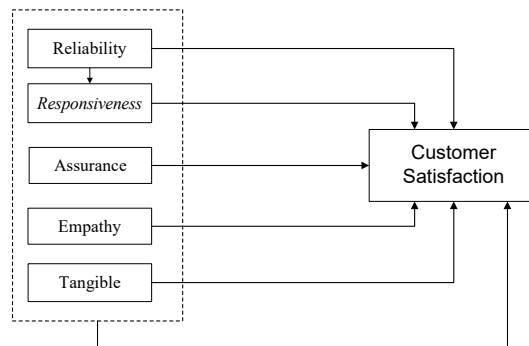 Reliability
Responsiveness
Assurance
Empathy
Tangible
Customer
Satisfaction